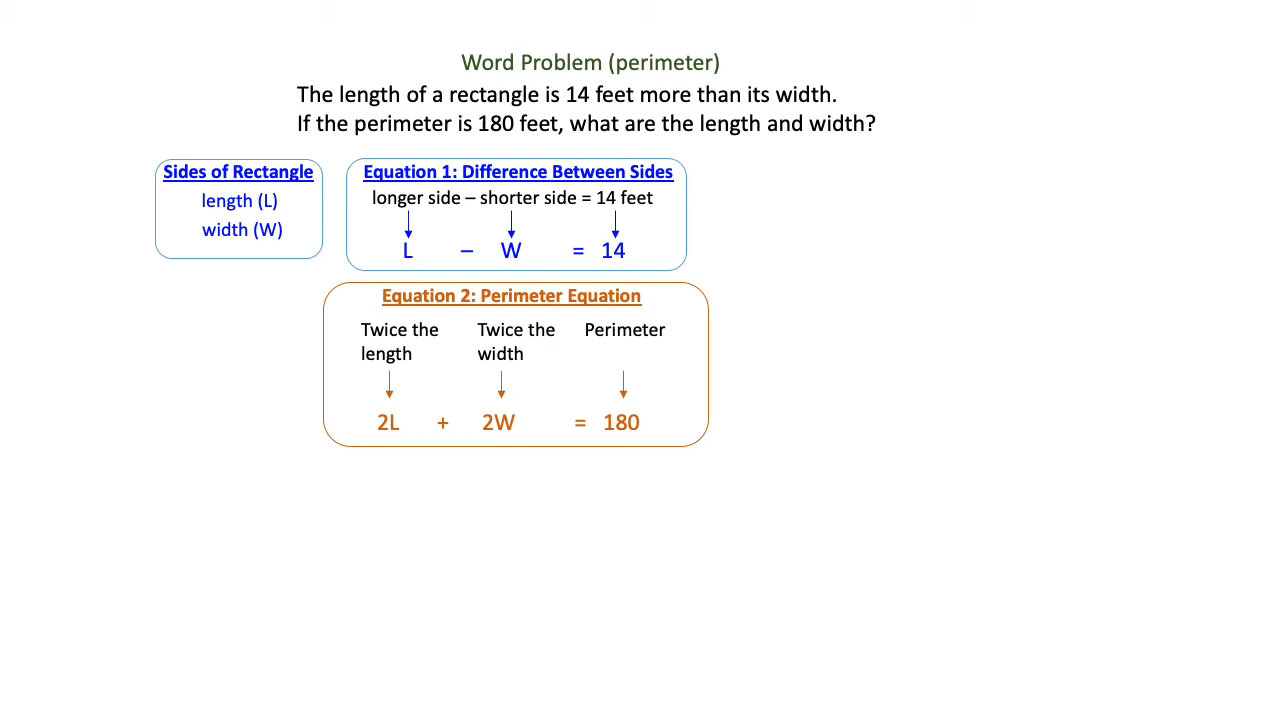 Word Problem (perimeter)
The length of a rectangle is 14 feet more than its width.
If the perimeter is 180 feet, what are the length and width?
Sides of Rectangle
length (L)
width (W)
Equation 1: Difference Between Sides
longer side – shorter side = 14 feet
L – W = 14
Equation 2: Perimeter Equation
Twice the Twice the Perimeter
length width
2L + 2W = 180